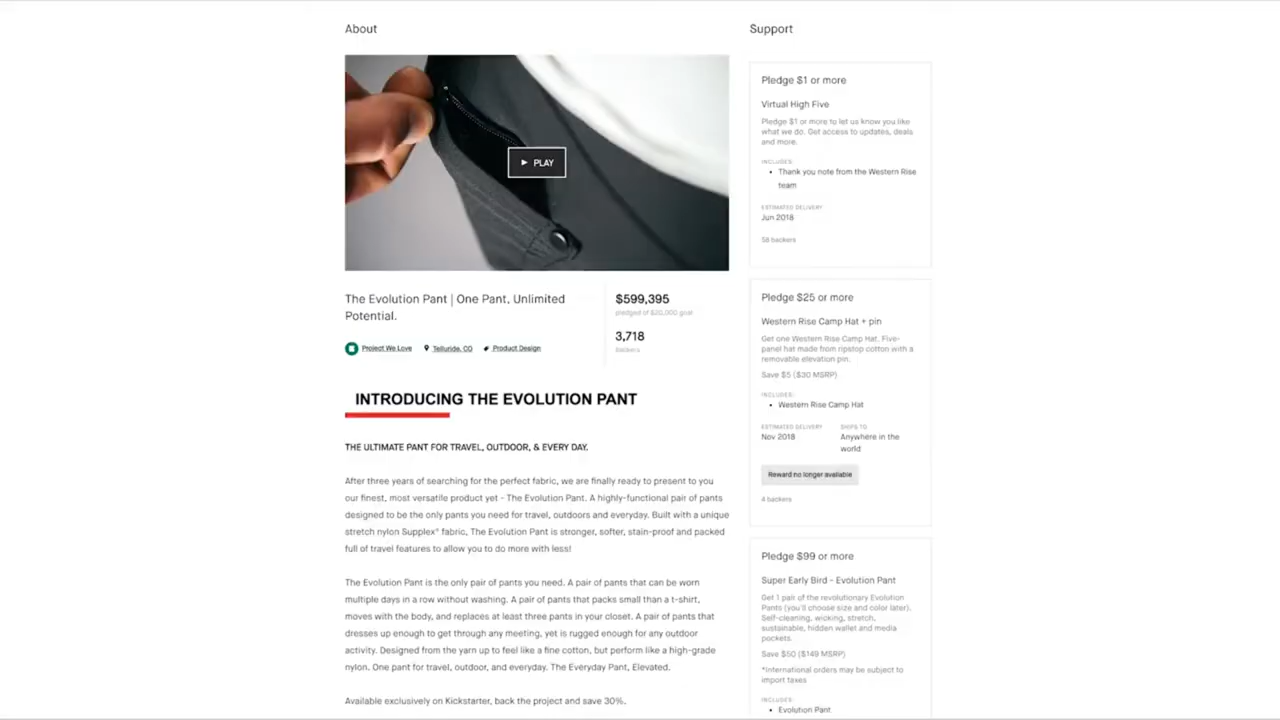 About
PLAY
The Evolution Pant | One Pant, Unlimited
Potential.
Project We Love
Telluride, CO
Product Design
$599,395
pledged of $20,000 goal
3,718
backers
INTRODUCING THE EVOLUTION PANT
THE ULTIMATE PANT FOR TRAVEL, OUTDOOR, & EVERY DAY.
After three years of searching for the perfect fabric, we are finally ready to present to you
our finest, most versatile product yet - The Evolution Pant. A highly-functional pair of pants
designed to be the only pants you need for travel, outdoors and everyday. Built with a unique
stretch nylon Supplex® fabric, The Evolution Pant is stronger, softer, stain-proof and packed
full of travel features to allow you to do more with less!
The Evolution Pant is the only pair of pants you need. A pair of pants that can be worn
multiple days in a row without washing. A pair of pants that packs small than a t-shirt,
moves with the body, and replaces at least three pants in your closet. A pair of pants that
dresses up enough to get through any meeting, yet is rugged enough for any outdoor
activity. Designed from the yarn up to feel like a fine cotton, but perform like a high-grade
nylon. One pant for travel, outdoor, and everyday. The Everyday Pant, Elevated.
Available exclusively on Kickstarter, back the project and save 30%.
Support
Pledge $1 or more
Virtual High Five
Pledge $1 or more to let us know you like
what we do. Get access to updates, deals
and more.
INCLUDES:
• Thank you note from the Western Rise
team
ESTIMATED DELIVERY
Jun 2018
58 backers
Pledge $25 or more
Western Rise Camp Hat + pin
Get one Western Rise Camp Hat. Five-
panel hat made from ripstop cotton with a
removable elevation pin.
Save $5 ($30 MSRP)
INCLUDES:
• Western Rise Camp Hat
ESTIMATED DELIVERY
Nov 2018
SHIPS TO
Anywhere in the
world
Reward no longer available
4 backers
Pledge $99 or more
Super Early Bird - Evolution Pant
Get 1 pair of the revolutionary Evolution
Pants (you'll choose size and color later).
Self-cleaning, wicking, stretch,
sustainable, hidden wallet and media
pockets.
Save $50 ($149 MSRP)
*International orders may be subject to
import taxes
INCLUDES:
• Evolution Pant